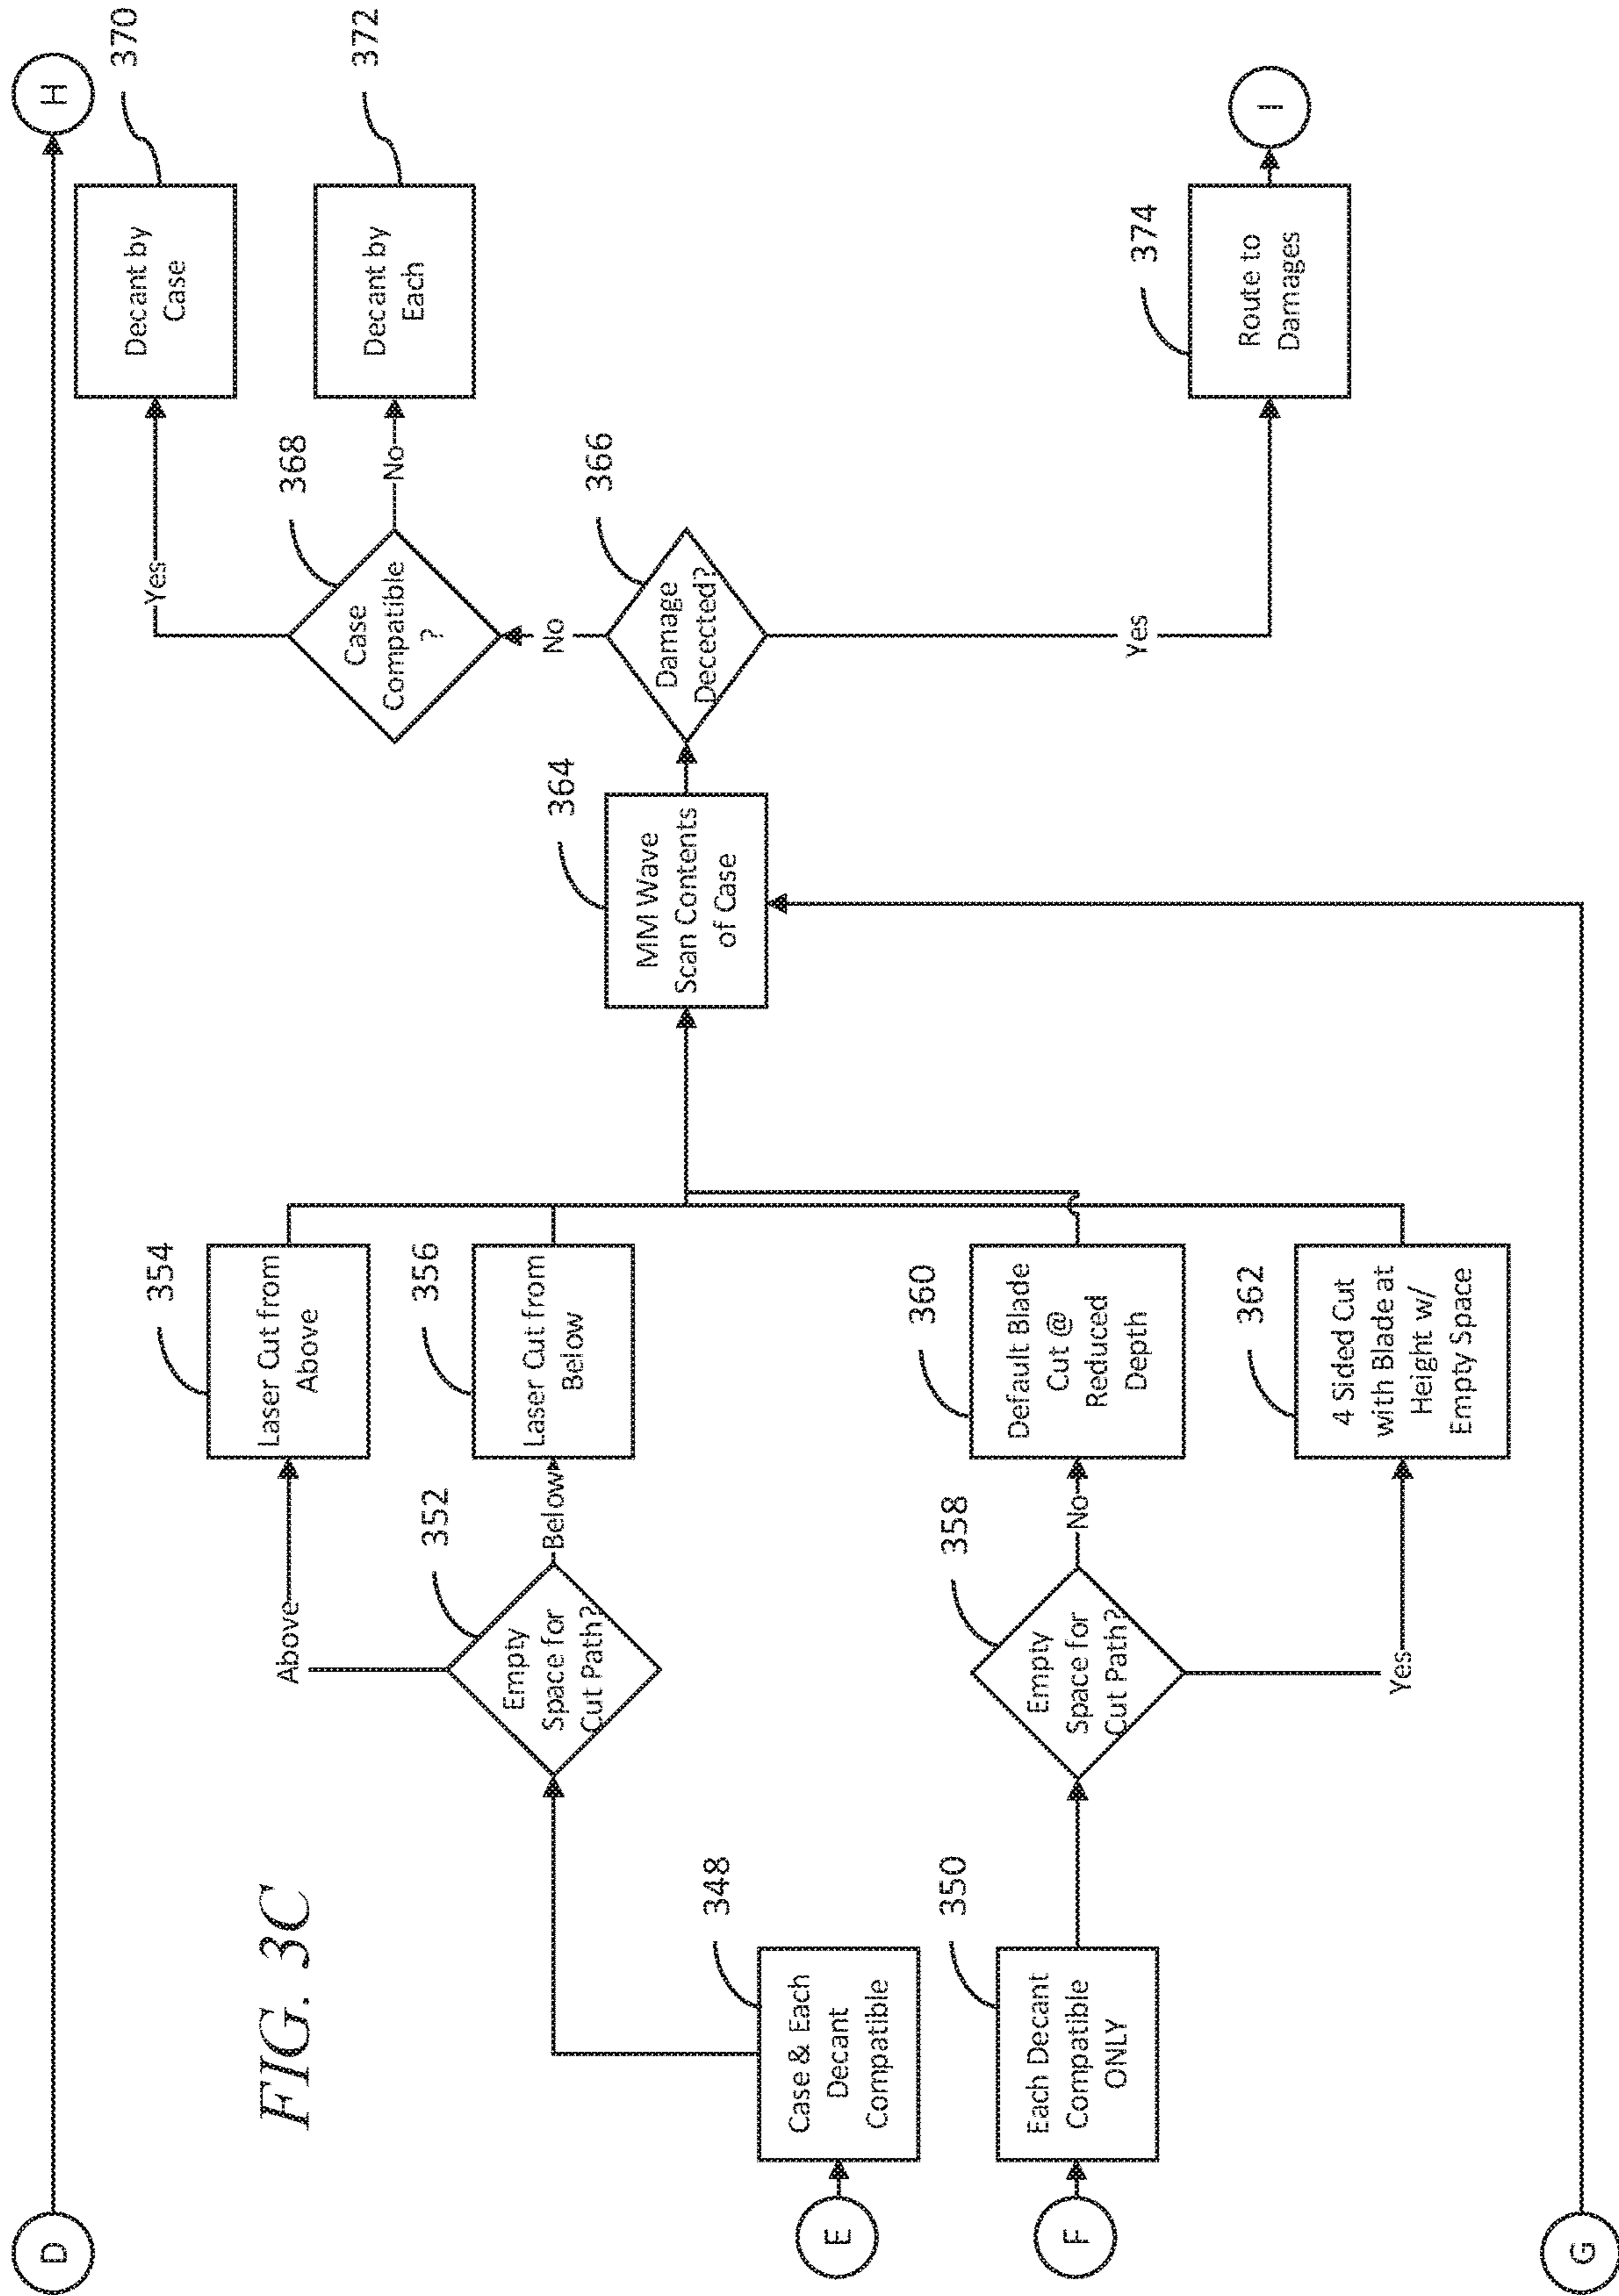 FIG. 3C
D
H
E
Case & Each
Decant
Compatible
348
F
Each Decant
Compatible
ONLY
350
Empty
Space for
Cut Path?
352
Above
Below
Laser Cut from
Above
354
Laser Cut from
Below
356
Empty
Space for
Cut Path?
358
No
Yes
Default Blade
Cut @
Reduced
Depth
360
4 Sided Cut
with Blade at
Height w/
Empty Space
362
MM Wave
Scan Contents
of Case
364
Damage
Decected?
366
No
Yes
Case
Compatible
?
368
Yes
No
Decant by
Case
370
Decant by
Each
372
Route to
Damages
374
I
G